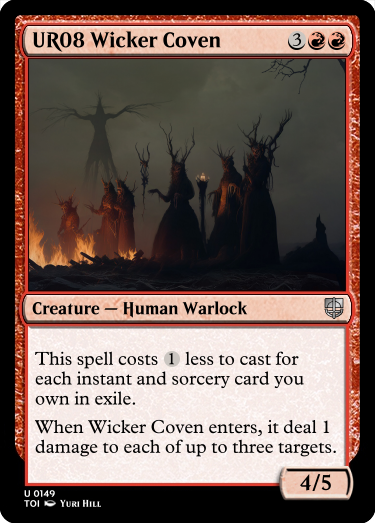 UR08 Wicker Coven 3
Creature — Human Warlock
This spell costs 1 less to cast for
each instant and sorcery card you
own in exile.
When Wicker Coven enters, it deal 1
damage to each of up to three targets.
4/5
U 0149
TOI Yuri Hill